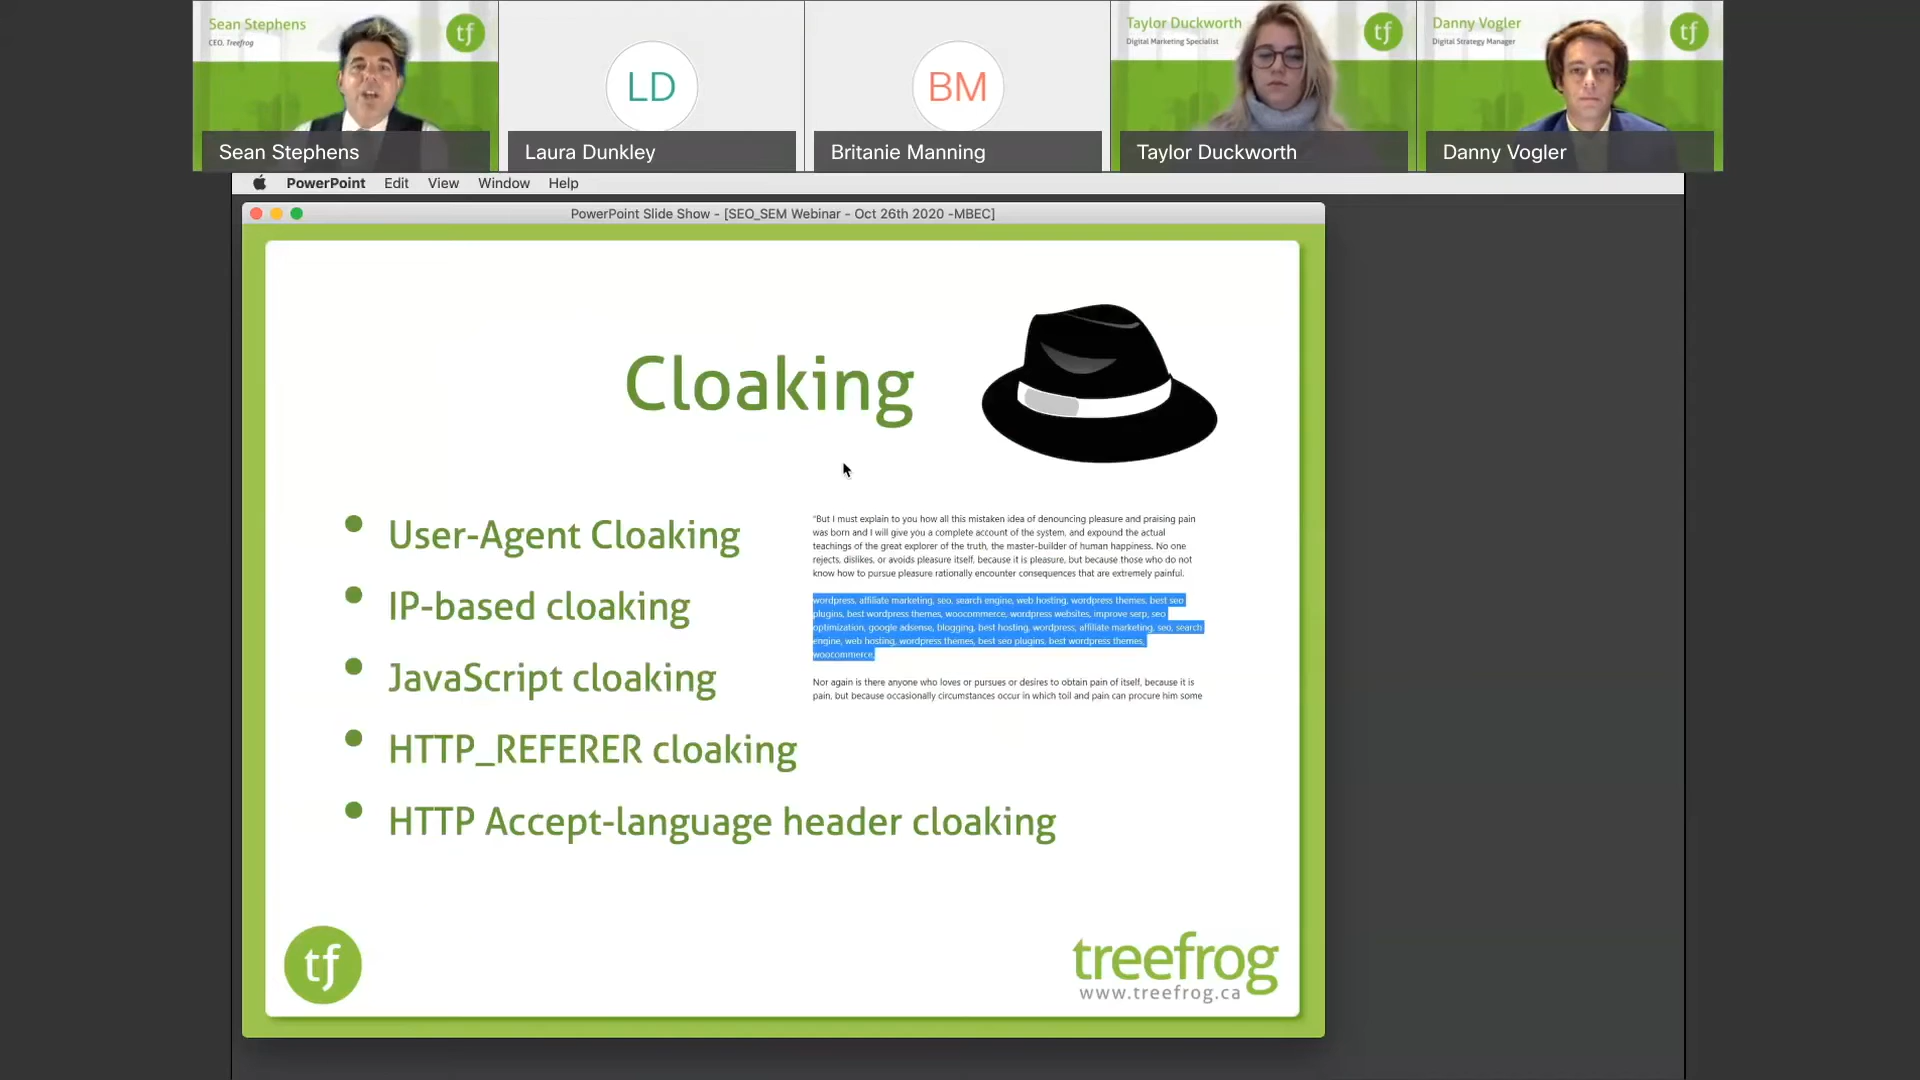 Sean Stephens
CEO, Treefrog
tf
Sean Stephens
LD
Laura Dunkley
BM
Britanie Manning
Taylor Duckworth
Digital Marketing Specialist
tf
Taylor Duckworth
Danny Vogler
Digital Strategy Manager
tf
Danny Vogler
PowerPoint Edit View Window Help
PowerPoint Slide Show - [SEO_SEM Webinar - Oct 26th 2020 -MBEC]
Cloaking
• User-Agent Cloaking
• IP-based cloaking
• JavaScript cloaking
• HTTP_REFERER cloaking
• HTTP Accept-language header cloaking
"But I must explain to you how all this mistaken idea of denouncing pleasure and praising pain
was born and I will give you a complete account of the system, and expound the actual
teachings of the great explorer of the truth, the master-builder of human happiness. No one
rejects, dislikes, or avoids pleasure itself, because it is pleasure, but because those who do not
know how to pursue pleasure rationally encounter consequences that are extremely painful.
wordpress, affiliate marketing, seo, search engine, web hosting, wordpress themes, best seo
plugins, best wordpress themes, woocommerce, wordpress websites, improve serp, seo
optimization, google adsense, blogging, best hosting, wordpress, affiliate marketing, seo, search
engine, web hosting, wordpress themes, best seo plugins, best wordpress themes,
woocommerce,
Nor again is there anyone who loves or pursues or desires to obtain pain of itself, because it is
pain, but because occasionally circumstances occur in which toil and pain can procure him some
tf
treefrog
www.treefrog.ca